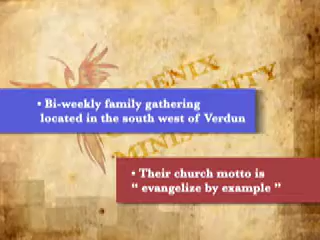 PHOENIX
COMMUNITY
MINISTRY
• Bi-weekly family gathering
located in the south west of Verdun
• Their church motto is
“ evangelize by example ”